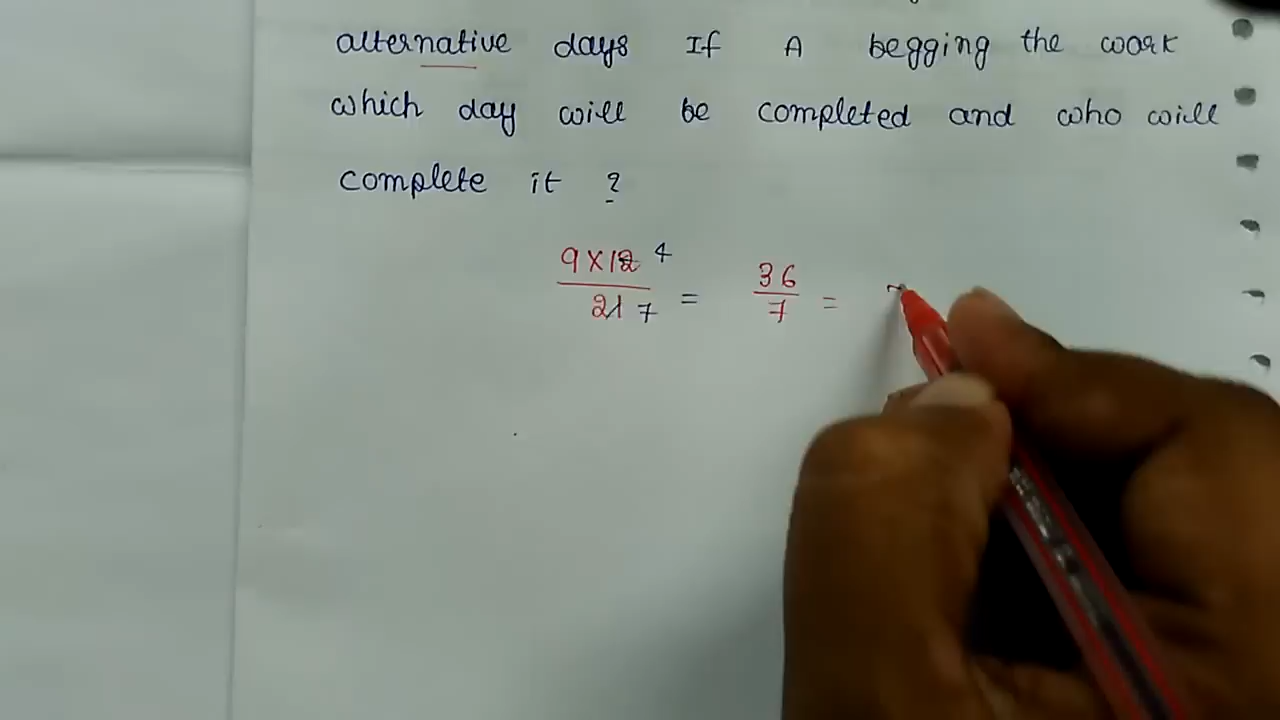 alternative days If A begging the work
which day will be completed and who will
complete it ?
9 X 12 4
21 7 = 36/7 =